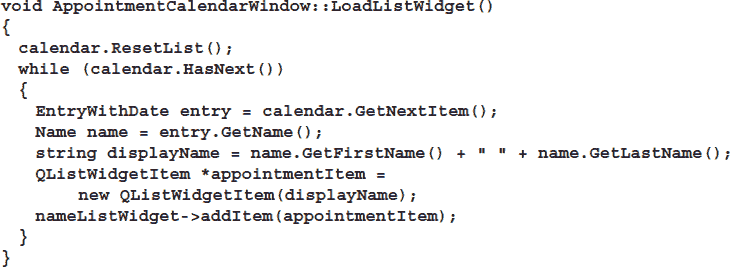 void AppointmentCalendarWindow::LoadListWidget()
{
  calendar.ResetList();
  while (calendar.HasNext())
  {
    EntryWithDate entry = calendar.GetNextItem();
    Name name = entry.GetName();
    string displayName = name.GetFirstName() + " " + name.GetLastName();
    QListWidgetItem *appointmentItem =
        new QListWidgetItem(displayName);
    nameListWidget->addItem(appointmentItem);
  }
}